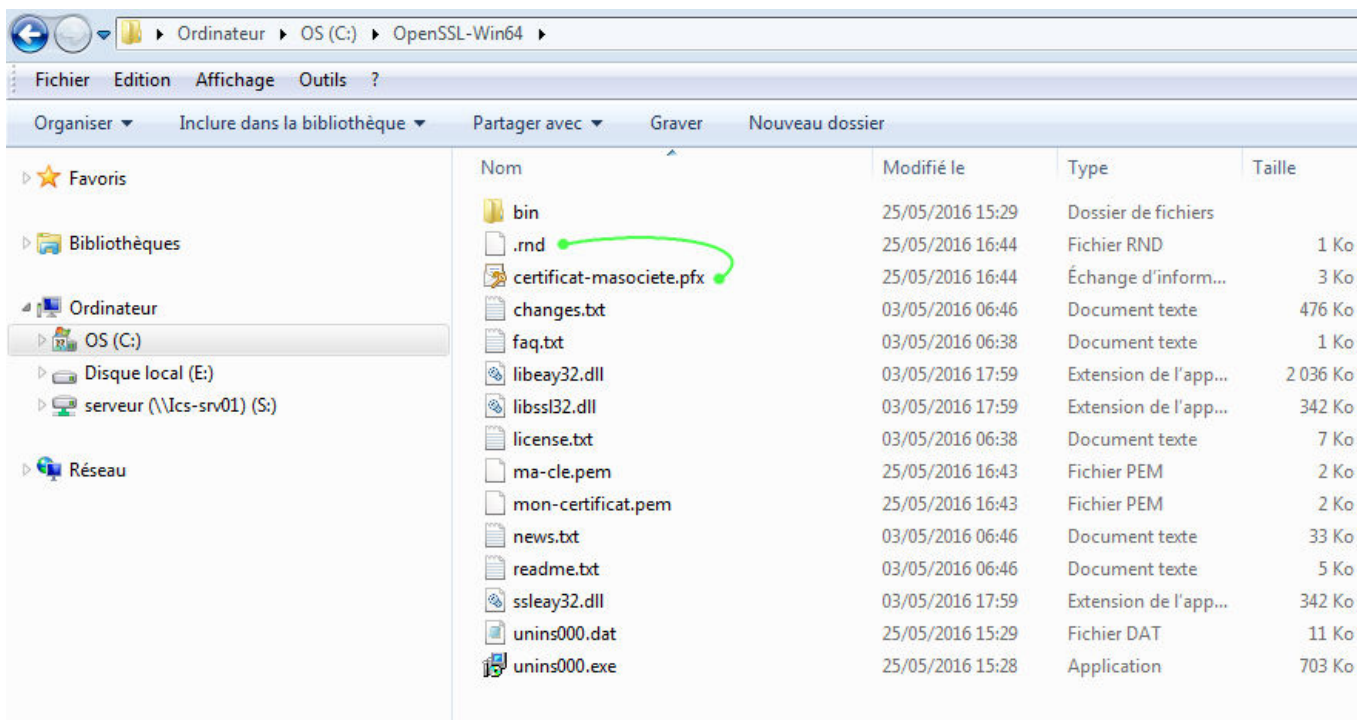 Ordinateur OS (C:) OpenSSL-Win64
Fichier Edition Affichage Outils ?
Organiser Inclure dans la bibliothèque Partager avec Graver Nouveau dossier
Favoris
Bibliothèques
Ordinateur
OS (C:)
Disque local (E:)
serveur (\\Ics-srv01) (S:)
Réseau
Nom Modifié le Type Taille
bin 25/05/2016 15:29 Dossier de fichiers
.rnd 25/05/2016 16:44 Fichier RND 1 Ko
certificat-masociete.pfx 25/05/2016 16:44 Échange d'inform... 3 Ko
changes.txt 03/05/2016 06:46 Document texte 476 Ko
faq.txt 03/05/2016 06:38 Document texte 1 Ko
libeay32.dll 03/05/2016 17:59 Extension de l'app... 2 036 Ko
libssl32.dll 03/05/2016 17:59 Extension de l'app... 342 Ko
license.txt 03/05/2016 06:38 Document texte 7 Ko
ma-cle.pem 25/05/2016 16:43 Fichier PEM 2 Ko
mon-certificat.pem 25/05/2016 16:43 Fichier PEM 2 Ko
news.txt 03/05/2016 06:46 Document texte 33 Ko
readme.txt 03/05/2016 06:46 Document texte 5 Ko
ssleay32.dll 03/05/2016 17:59 Extension de l'app... 342 Ko
unins000.dat 25/05/2016 15:29 Fichier DAT 11 Ko
unins000.exe 25/05/2016 15:28 Application 703 Ko